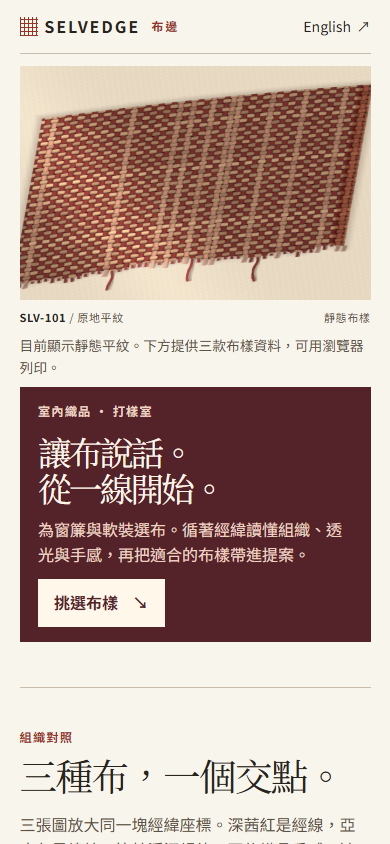 SELVEDGE 布邊
English ↗
SLV-101 / 原地平紋
靜態布樣
目前顯示靜態平紋。下方提供三款布樣資料，可用瀏覽器
列印。
室內織品 · 打樣室
讓布說話。
從一線開始。
為窗簾與軟裝選布。循著經緯讀懂組織、透
光與手感，再把適合的布樣帶進提案。
挑選布樣 ↘
組織對照
三種布，一個交點。
三張圖放大同一塊經緯座標。深茜紅是經線，亞